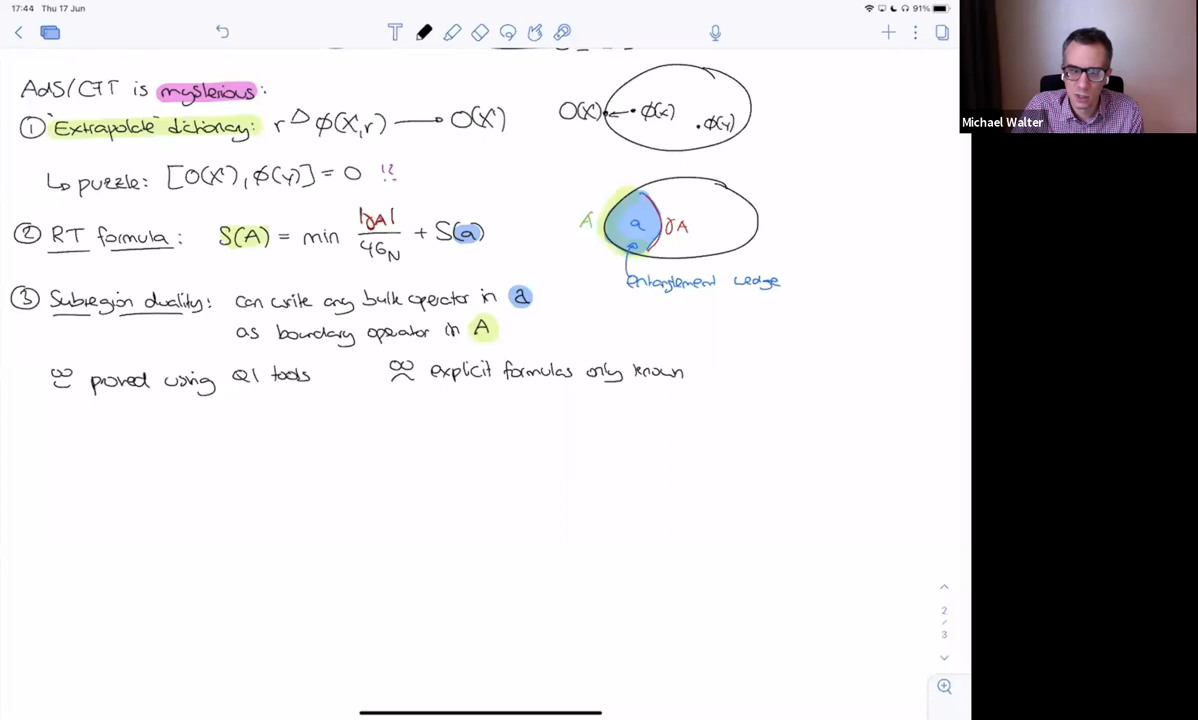 17:44 Thu 17 Jun
91%
AdS/CFT is mysterious:
① "Extrapolate" dictionary: r^Δ φ(X,r) → O(X)
O(X) ← φ(x)
φ(y)
↳ puzzle: [O(X), φ(y)] = 0 !?
② RT formula: S(A) = min |γA| / 4G_N + S(a)
A a γA
entanglement wedge
③ Subregion duality: can write any bulk operator in a
as boundary operator in A
proved using QI tools
explicit formulas only known
2
/
3
Michael Walter